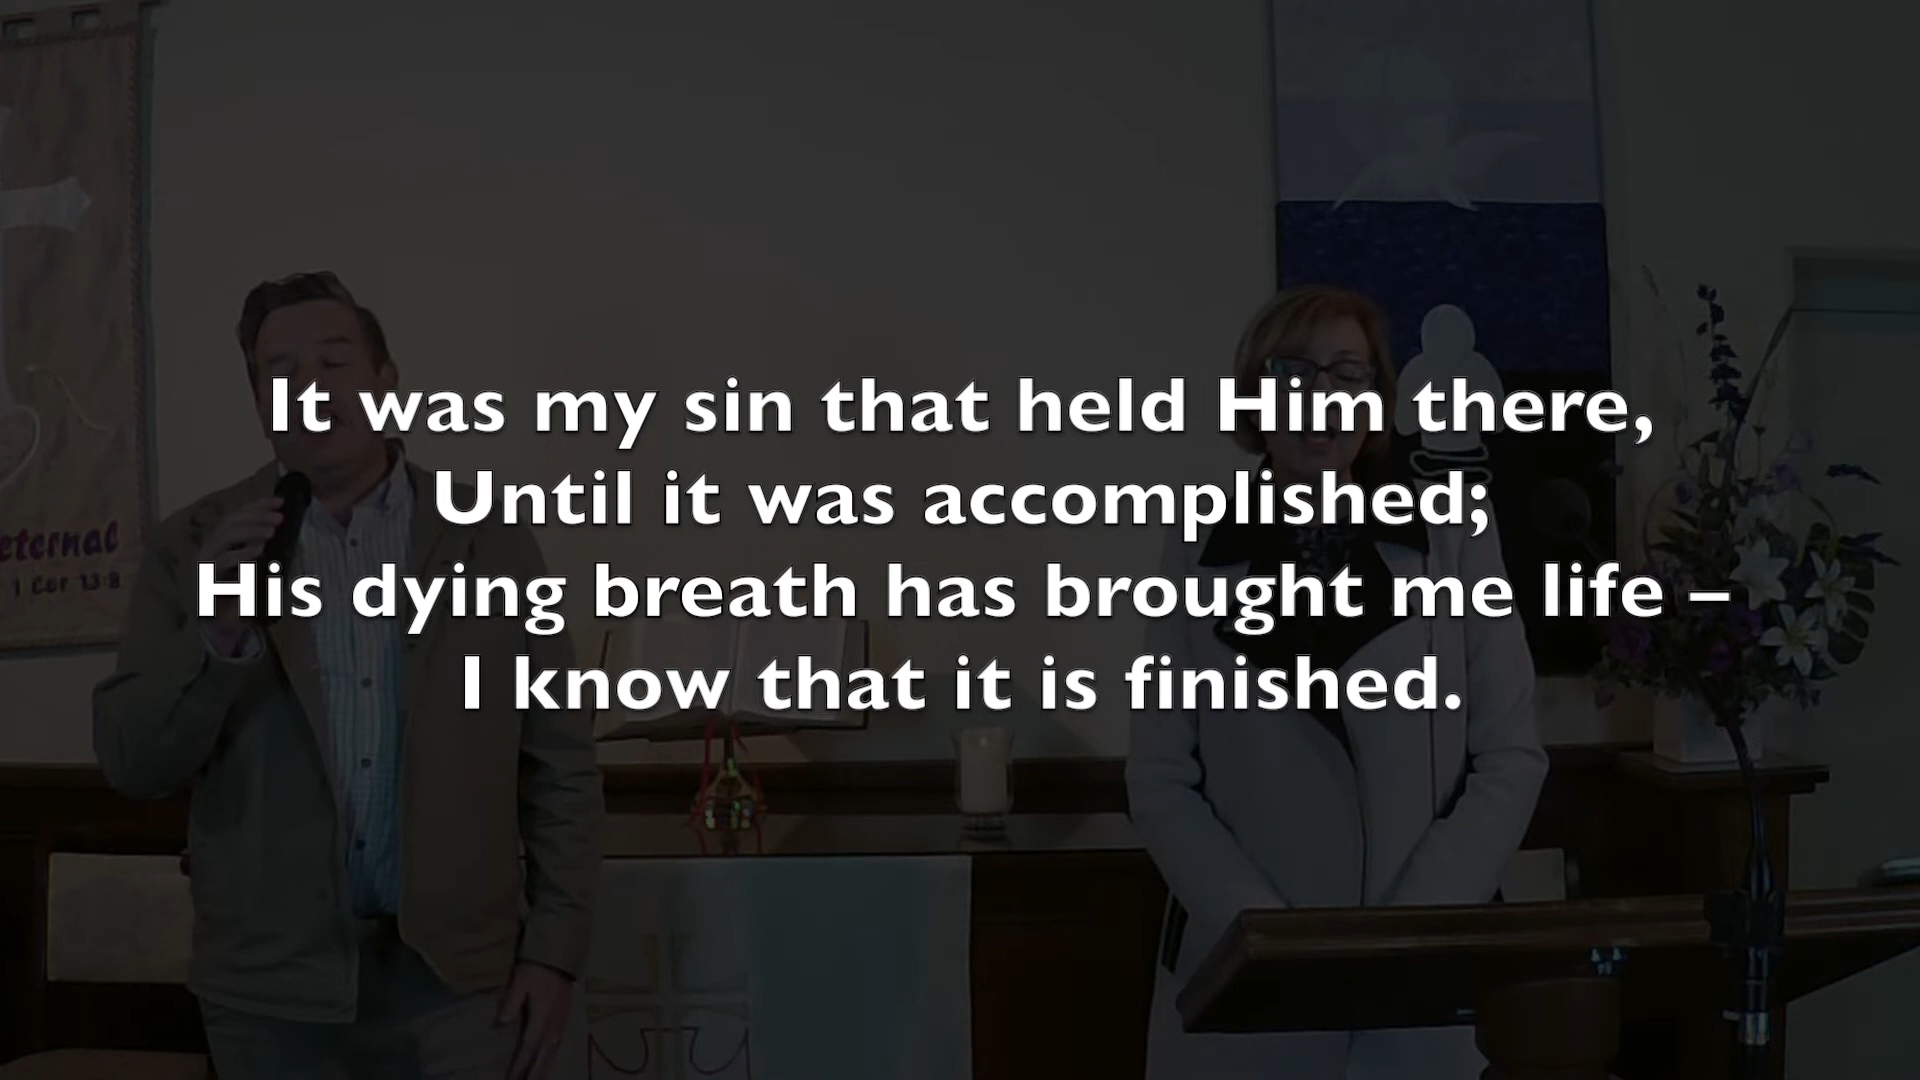 It was my sin that held Him there,
Until it was accomplished;
His dying breath has brought me life –
I know that it is finished.
eternal
1 Cor 13:8